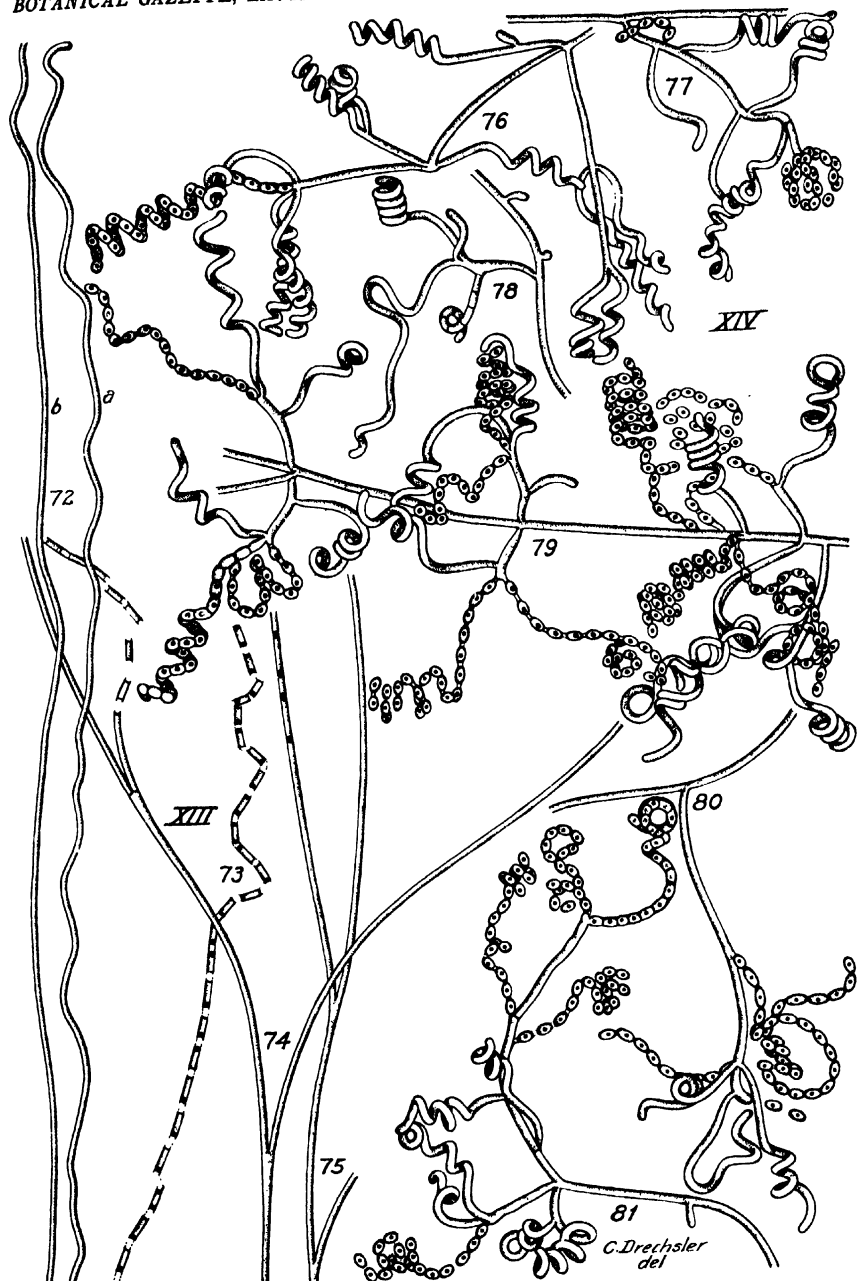 BOTANICAL GAZETTE,
76
77
78
XIV
b
a
72
79
80
XIII
73
74
75
81
C. Drechsler
del